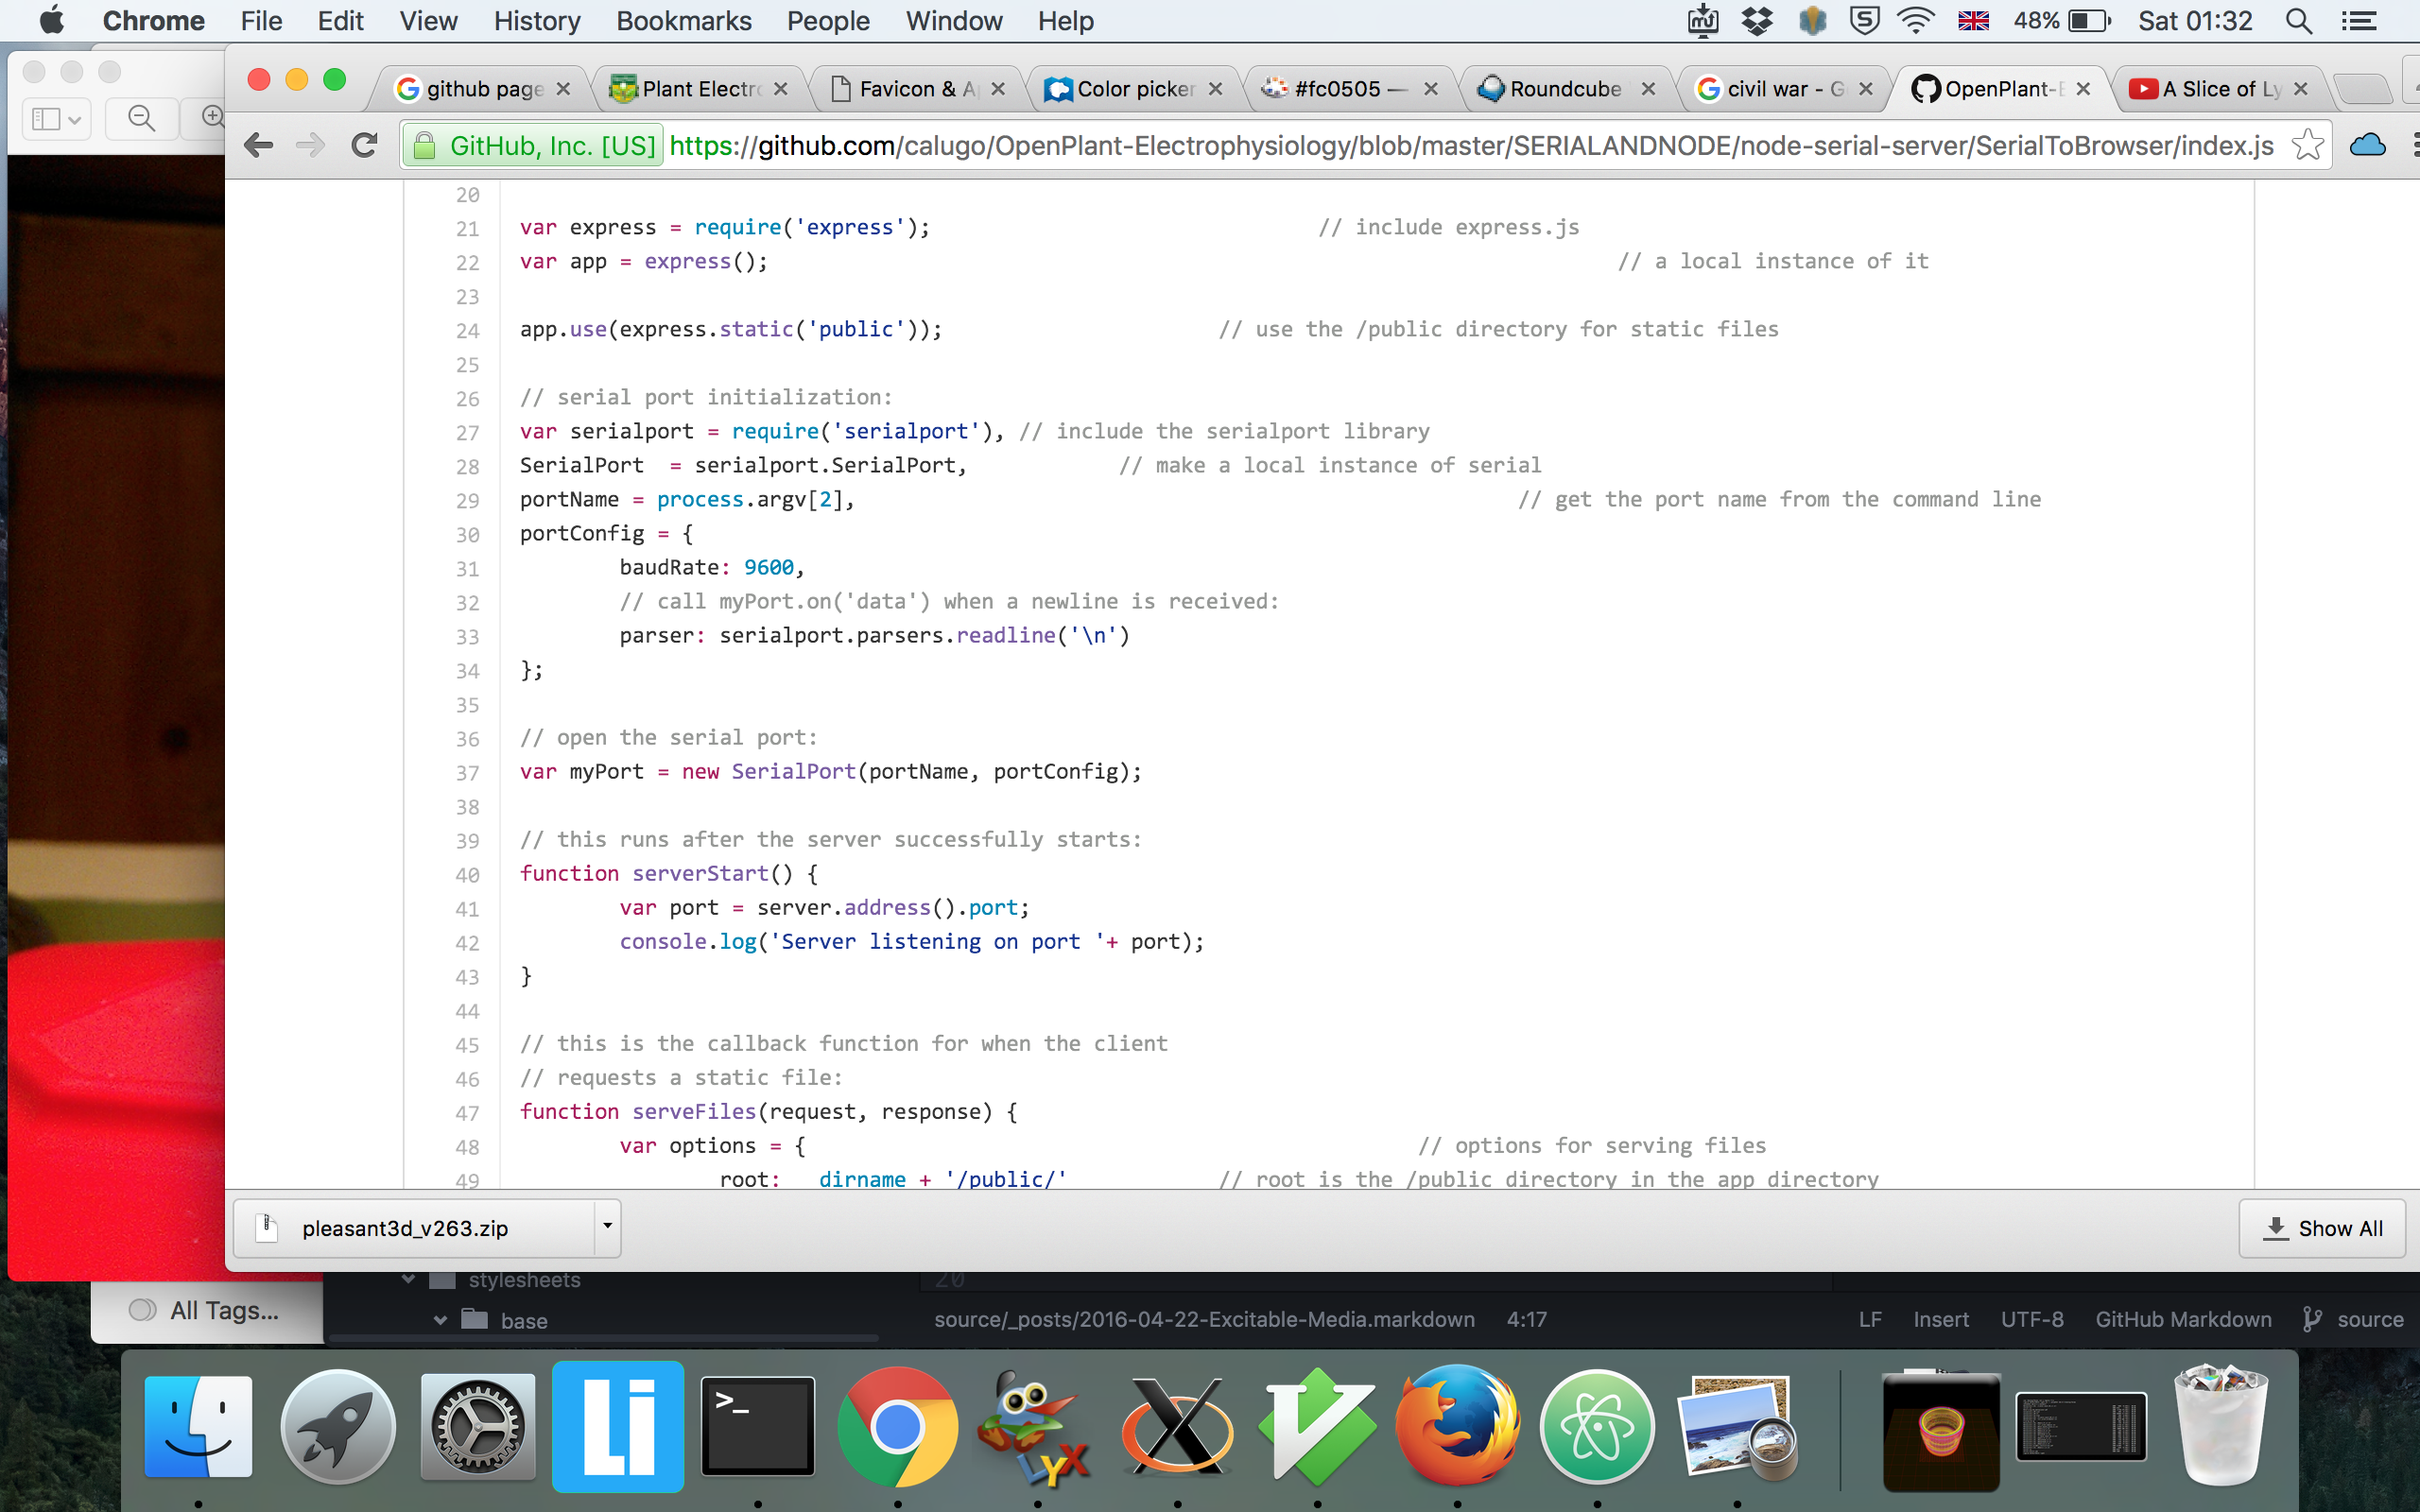 Chrome File Edit View History Bookmarks People Window Help 48% Sat 01:32
github page Plant Electr Favicon & A Color picker #fc0505 — Roundcube civil war - G OpenPlant-E A Slice of Ly
GitHub, Inc. [US] https://github.com/calugo/OpenPlant-Electrophysiology/blob/master/SERIALANDNODE/node-serial-server/SerialToBrowser/index.js
20
21 var express = require('express'); // include express.js
22 var app = express(); // a local instance of it
23
24 app.use(express.static('public')); // use the /public directory for static files
25
26 // serial port initialization:
27 var serialport = require('serialport'), // include the serialport library
28 SerialPort  = serialport.SerialPort, // make a local instance of serial
29 portName = process.argv[2], // get the port name from the command line
30 portConfig = {
31 baudRate: 9600,
32 // call myPort.on('data') when a newline is received:
33 parser: serialport.parsers.readline('\n')
34 };
35
36 // open the serial port:
37 var myPort = new SerialPort(portName, portConfig);
38
39 // this runs after the server successfully starts:
40 function serverStart() {
41 var port = server.address().port;
42 console.log('Server listening on port '+ port);
43 }
44
45 // this is the callback function for when the client
46 // requests a static file:
47 function serveFiles(request, response) {
48 var options = { // options for serving files
49 root: dirname + '/public/' // root is the /public directory in the app directory
pleasant3d_v263.zip Show All
stylesheets 20
All Tags...
base source/_posts/2016-04-22-Excitable-Media.markdown 4:17 LF Insert UTF-8 GitHub Markdown source
Li >_ LYX